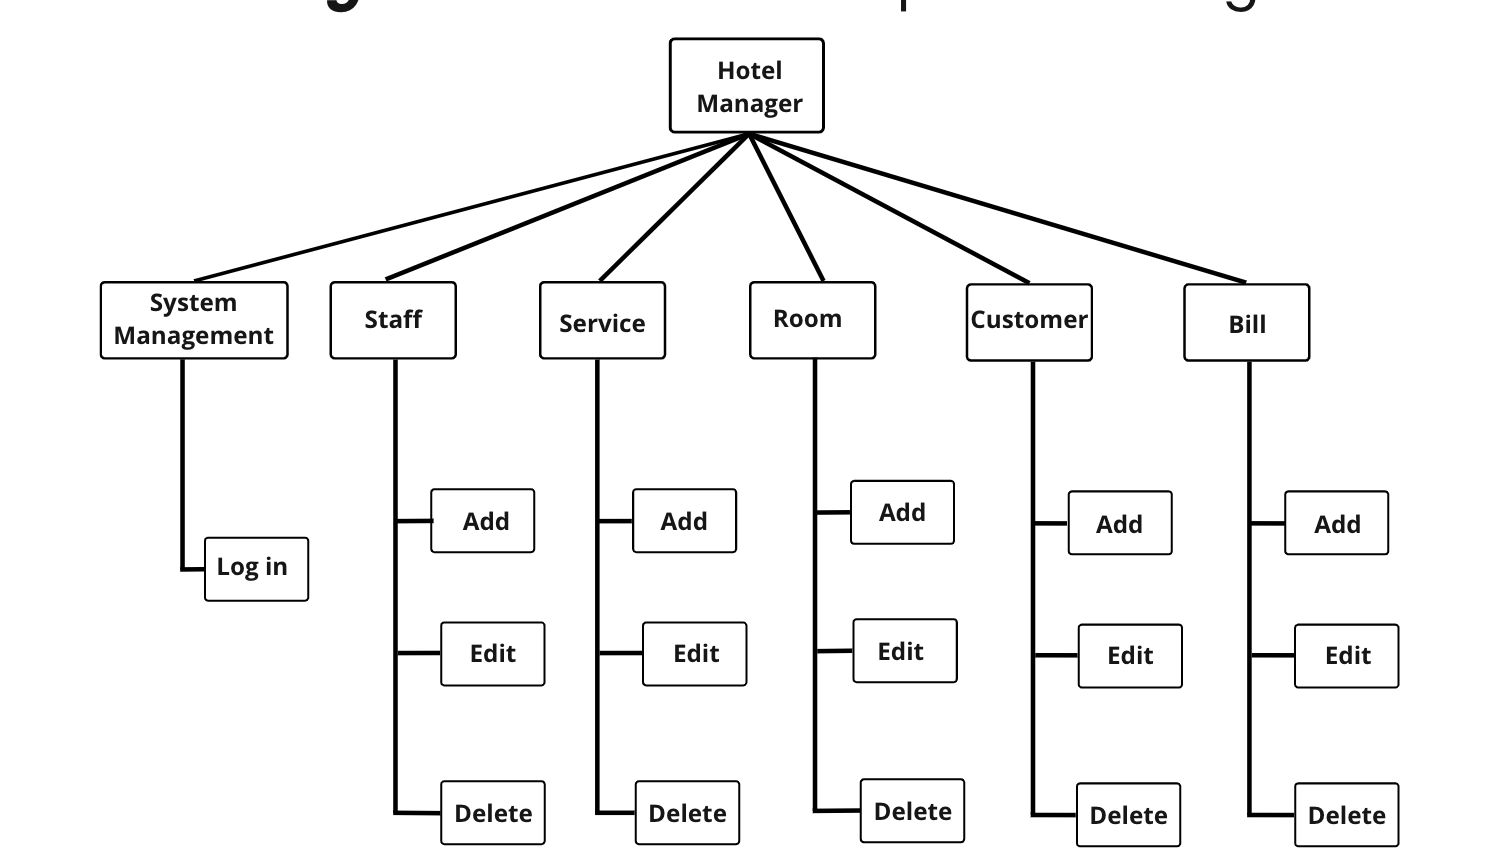 Hotel
Manager
System
Management
Staff
Service
Room
Customer
Bill
Log in
Add
Edit
Delete
Add
Edit
Delete
Add
Edit
Delete
Add
Edit
Delete
Add
Edit
Delete